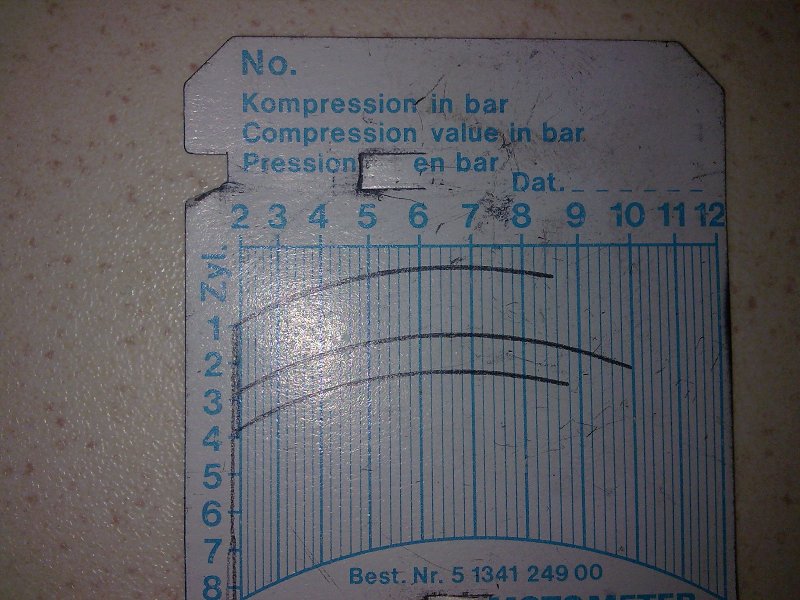 No.
Kompression in bar
Compression value in bar
Pression en bar
Dat.
2 3 4 5 6 7 8 9 10 11 12
Zyl.
1
2
3
4
5
6
7
8
Best. Nr. 5 1341 249 00
MOTOMETER